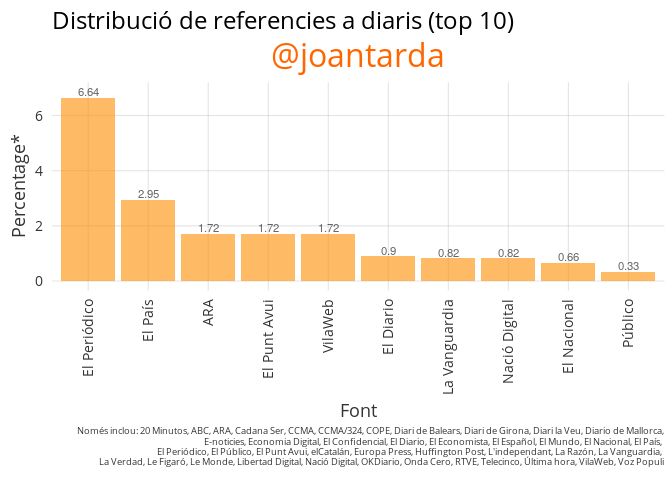 Distribució de referencies a diaris (top 10)
@joantarda
Percentage*
6
4
2
0
6.64
2.95
1.72
1.72
1.72
0.9
0.82
0.82
0.66
0.33
El Periódico
El País
ARA
El Punt Avui
VilaWeb
El Diario
La Vanguardia
Nació Digital
El Nacional
Público
Font
Només inclou: 20 Minutos, ABC, ARA, Cadana Ser, CCMA, CCMA/324, COPE, Diari de Balears, Diari de Girona, Diari la Veu, Diario de Mallorca,
E-noticies, Economia Digital, El Confidencial, El Diario, El Economista, El Español, El Mundo, El Nacional, El País,
El Periódico, El Público, El Punt Avui, elCatalán, Europa Press, Huffington Post, L'independant, La Razón, La Vanguardia,
La Verdad, Le Figaró, Le Monde, Libertad Digital, Nació Digital, OKDiario, Onda Cero, RTVE, Telecinco, Última hora, VilaWeb, Voz Populi